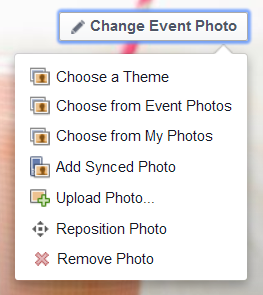 Change Event Photo
Choose a Theme
Choose from Event Photos
Choose from My Photos
Add Synced Photo
Upload Photo...
Reposition Photo
Remove Photo